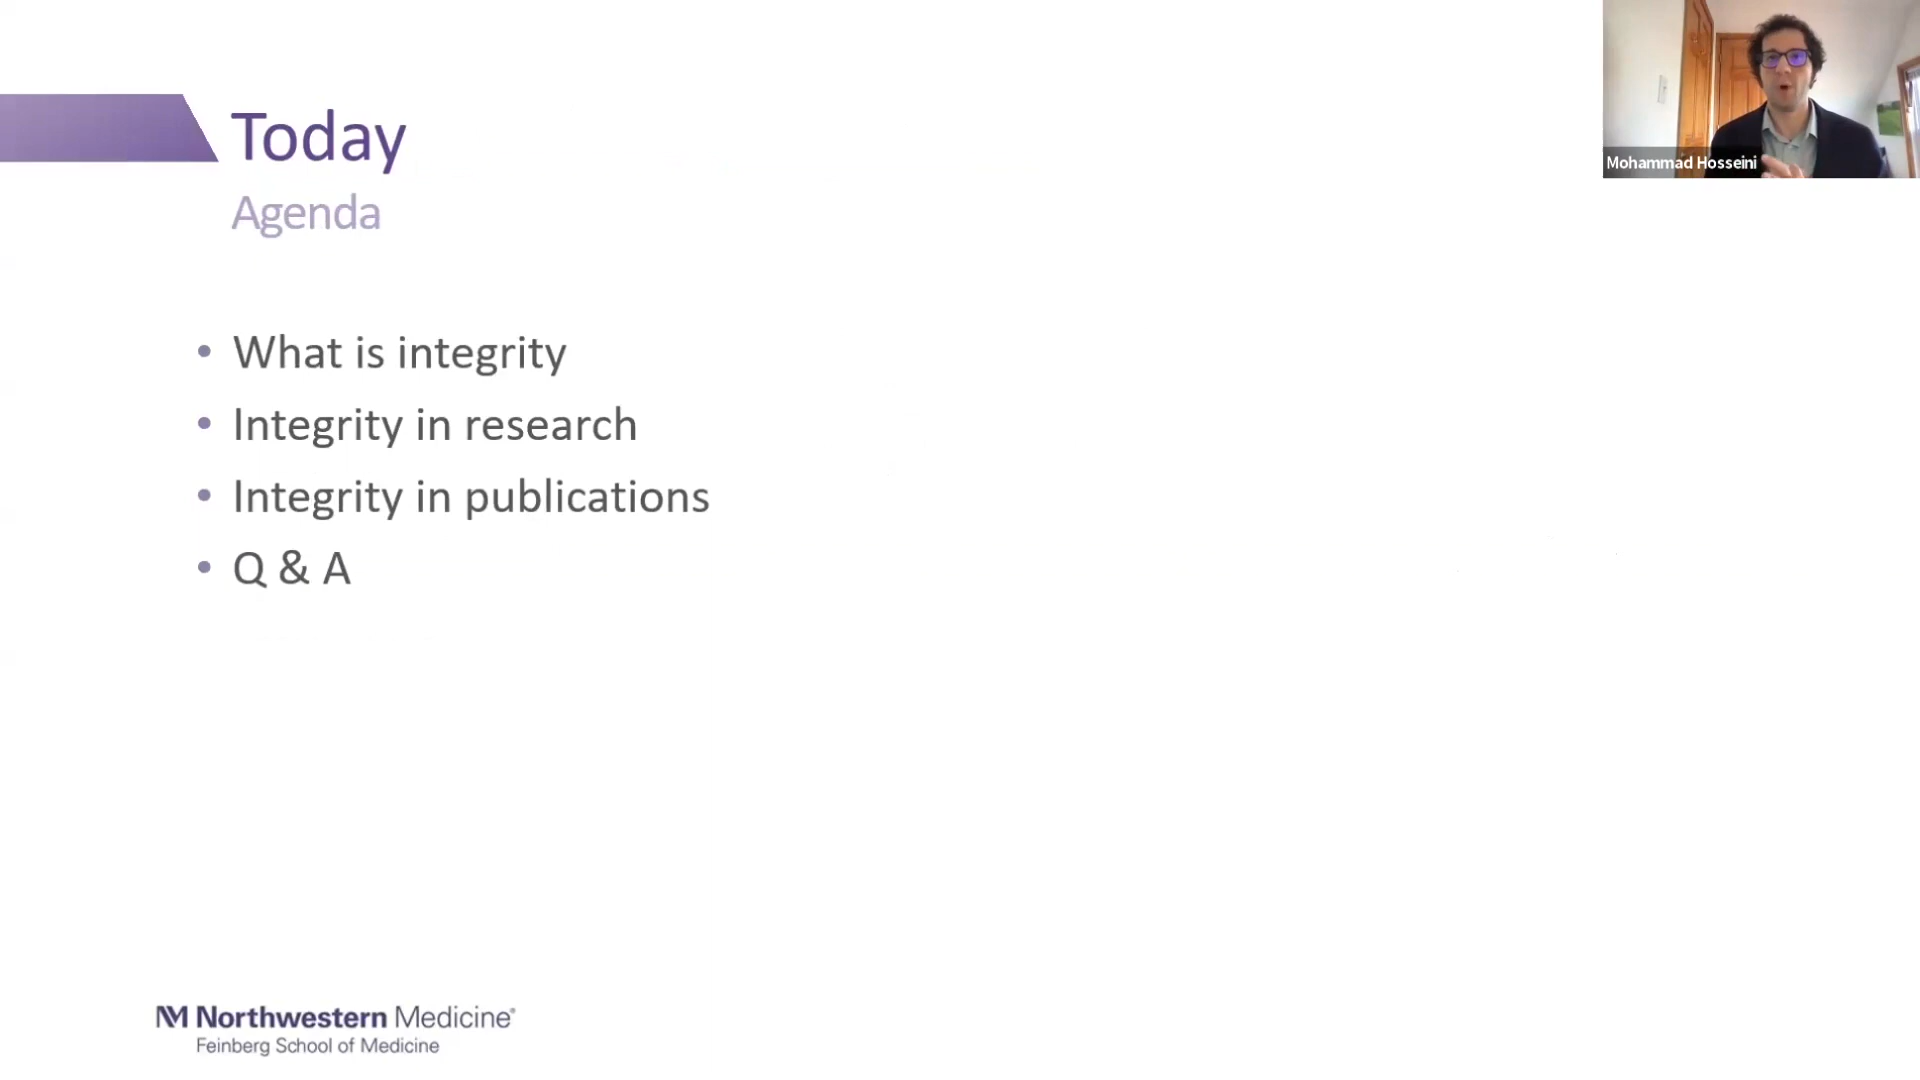 Today
Agenda
• What is integrity
• Integrity in research
• Integrity in publications
• Q & A
Mohammad Hosseini
NM Northwestern Medicine®
Feinberg School of Medicine